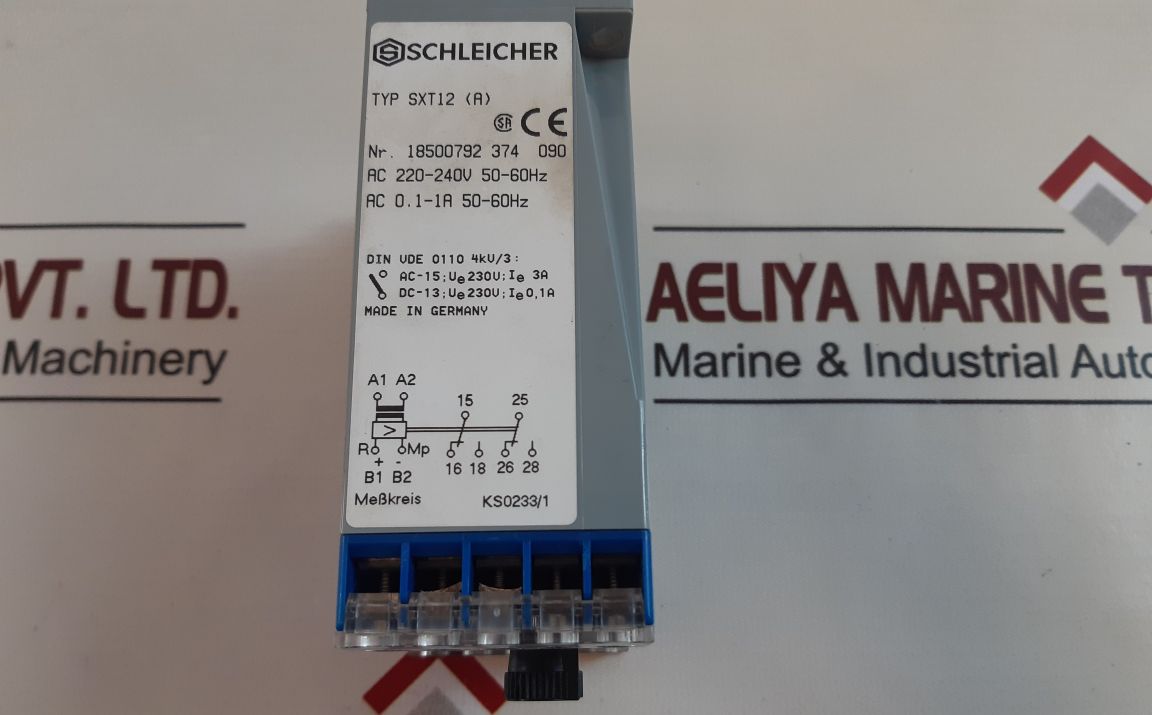 SCHLEICHER
TYP SXT12 (A)
SA CE
Nr. 18500792 374 090
AC 220-240V 50-60Hz
AC 0.1-1A 50-60Hz
DIN VDE 0110 4kV/3:
AC-15;Ue230V;Ie 3A
DC-13;Ue230V;Ie0,1A
MADE IN GERMANY
A1 A2
15 25
>
R Mp
+ -
16 18 26 28
B1 B2
Meßkreis KS0233/1
PVT. LTD.
Machinery
AELIYA MARINE T
Marine & Industrial Auto